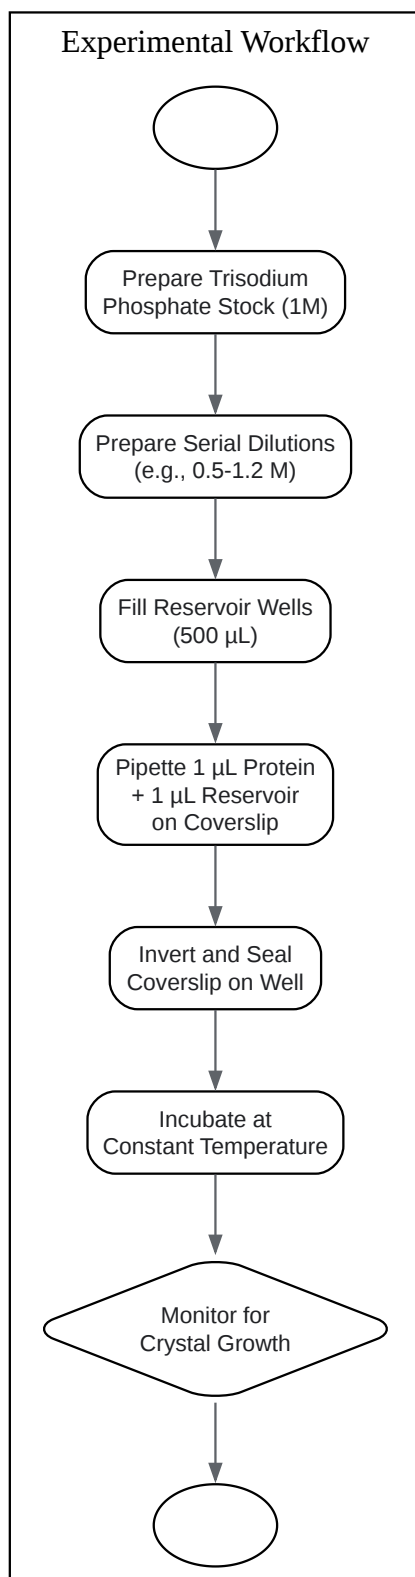 Experimental Workflow
Prepare Trisodium
Phosphate Stock (1M)
Prepare Serial Dilutions
(e.g., 0.5-1.2 M)
Fill Reservoir Wells
(500 µL)
Pipette 1 µL Protein
+ 1 µL Reservoir
on Coverslip
Invert and Seal
Coverslip on Well
Incubate at
Constant Temperature
Monitor for
Crystal Growth